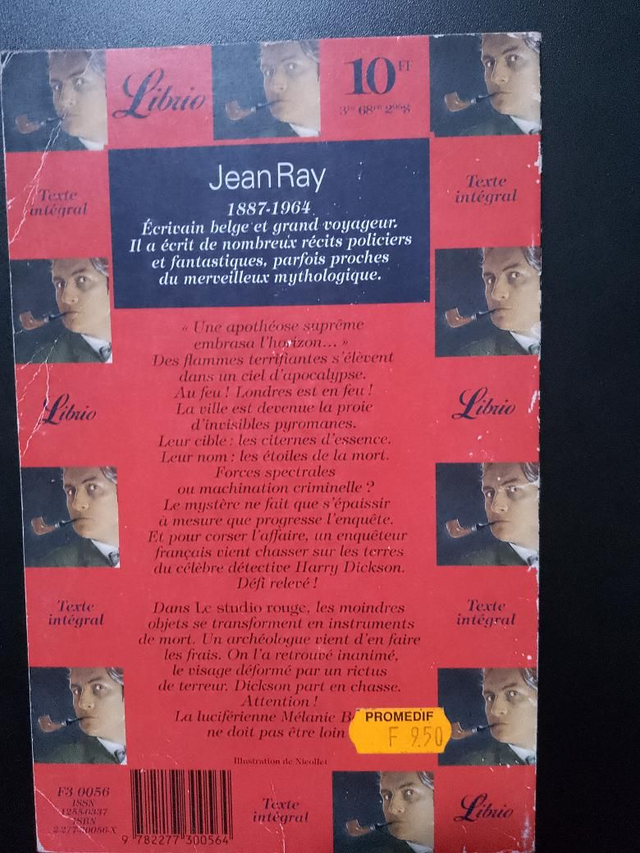 Librio
10 FF
Jean Ray
1887-1964
Écrivain belge et grand voyageur.
Il a écrit de nombreux récits policiers
et fantastiques, parfois proches
du merveilleux mythologique.
Texte
intégral
Texte
intégral
« Une apothéose suprême
embrasa l'horizon... »
Des flammes terrifiantes s'élèvent
dans un ciel d'apocalypse.
Au feu ! Londres est en feu !
La ville est devenue la proie
d'invisibles pyromanes.
Leur cible : les citernes d'essence.
Leur nom : les étoiles de la mort.
Forces spectrales
ou machination criminelle ?
Le mystère ne fait que s'épaissir
à mesure que progresse l'enquête.
Et pour corser l'affaire, un enquêteur
français vient chasser sur les terres
du célèbre détective Harry Dickson.
Défi relevé !
Librio
Librio
Dans Le studio rouge, les moindres
objets se transforment en instruments
de mort. Un archéologue vient d'en faire
les frais. On l'a retrouvé inanimé,
le visage déformé par un rictus
de terreur. Dickson part en chasse.
Attention !
La luciférienne Mélanie
ne doit pas être loin
Texte
intégral
Texte
intégral
PROMEDIF
F 9.50
Illustration de Nicollet
F3 0056
ISSN
1255-0337
ISBN
9 782277 300564
Texte
intégral
Librio